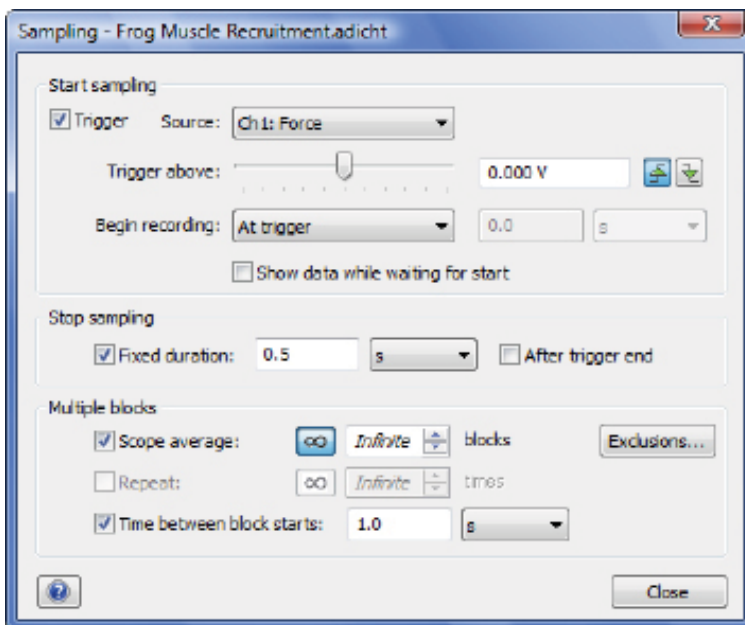 Sampling - Frog Muscle Recruitment.adicht
Start sampling
Trigger Source: Ch1: Force
Trigger above: 0.000 V
Begin recording: At trigger 0.0 s
Show data while waiting for start
Stop sampling
Fixed duration: 0.5 s After trigger end
Multiple blocks
Scope average: ∞ Infinite blocks Exclusions...
Repeat: ∞ Infinite times
Time between block starts: 1.0 s
? Close